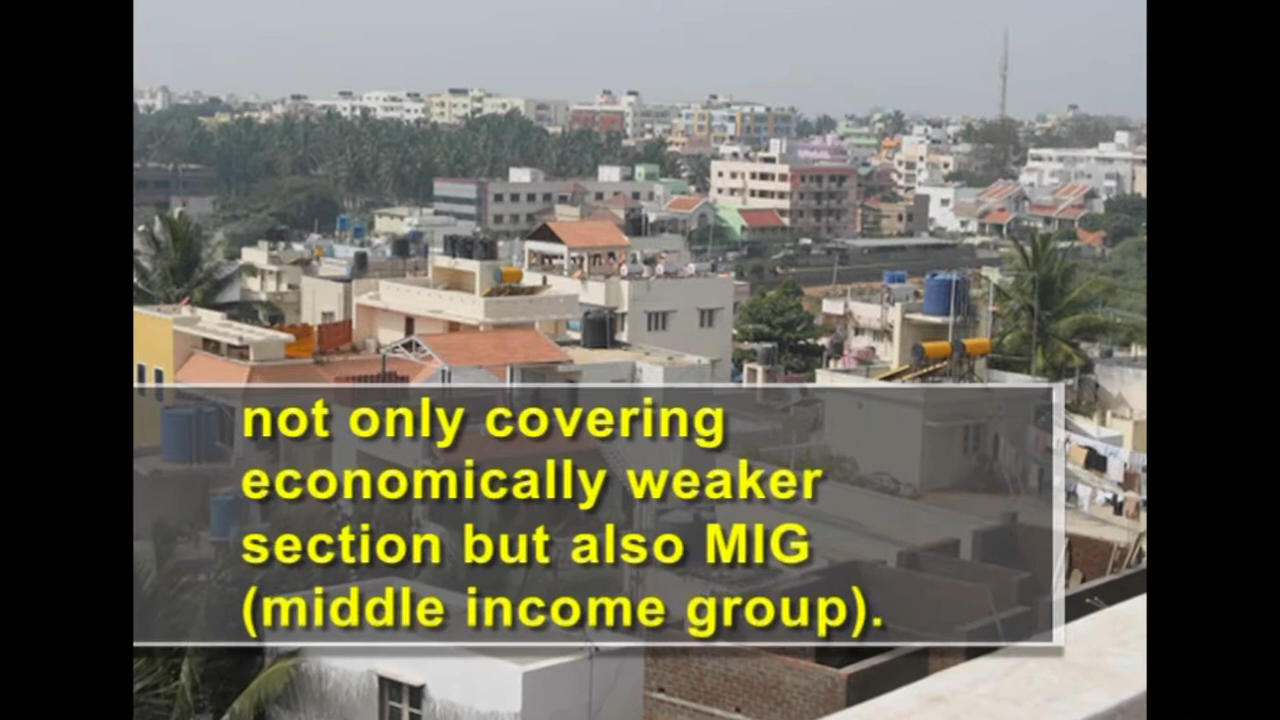 not only covering
economically weaker
section but also MIG
(middle income group).